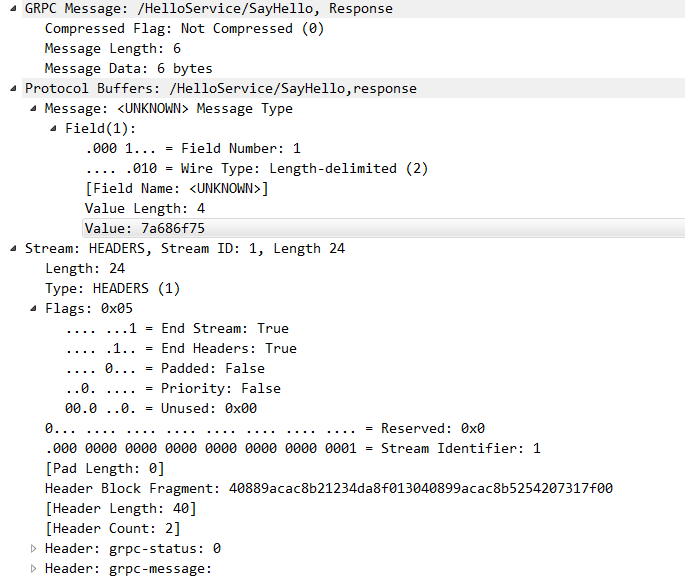 GRPC Message: /HelloService/SayHello, Response
Compressed Flag: Not Compressed (0)
Message Length: 6
Message Data: 6 bytes
Protocol Buffers: /HelloService/SayHello,response
Message: <UNKNOWN> Message Type
Field(1):
.000 1... = Field Number: 1
.... .010 = Wire Type: Length-delimited (2)
[Field Name: <UNKNOWN>]
Value Length: 4
Value: 7a686f75
Stream: HEADERS, Stream ID: 1, Length 24
Length: 24
Type: HEADERS (1)
Flags: 0x05
.... ...1 = End Stream: True
.... .1.. = End Headers: True
.... 0... = Padded: False
..0. .... = Priority: False
00.0 ..0. = Unused: 0x00
0... .... .... .... .... .... .... .... = Reserved: 0x0
.000 0000 0000 0000 0000 0000 0000 0001 = Stream Identifier: 1
[Pad Length: 0]
Header Block Fragment: 40889acac8b21234da8f013040899acac8b5254207317f00
[Header Length: 40]
[Header Count: 2]
Header: grpc-status: 0
Header: grpc-message: